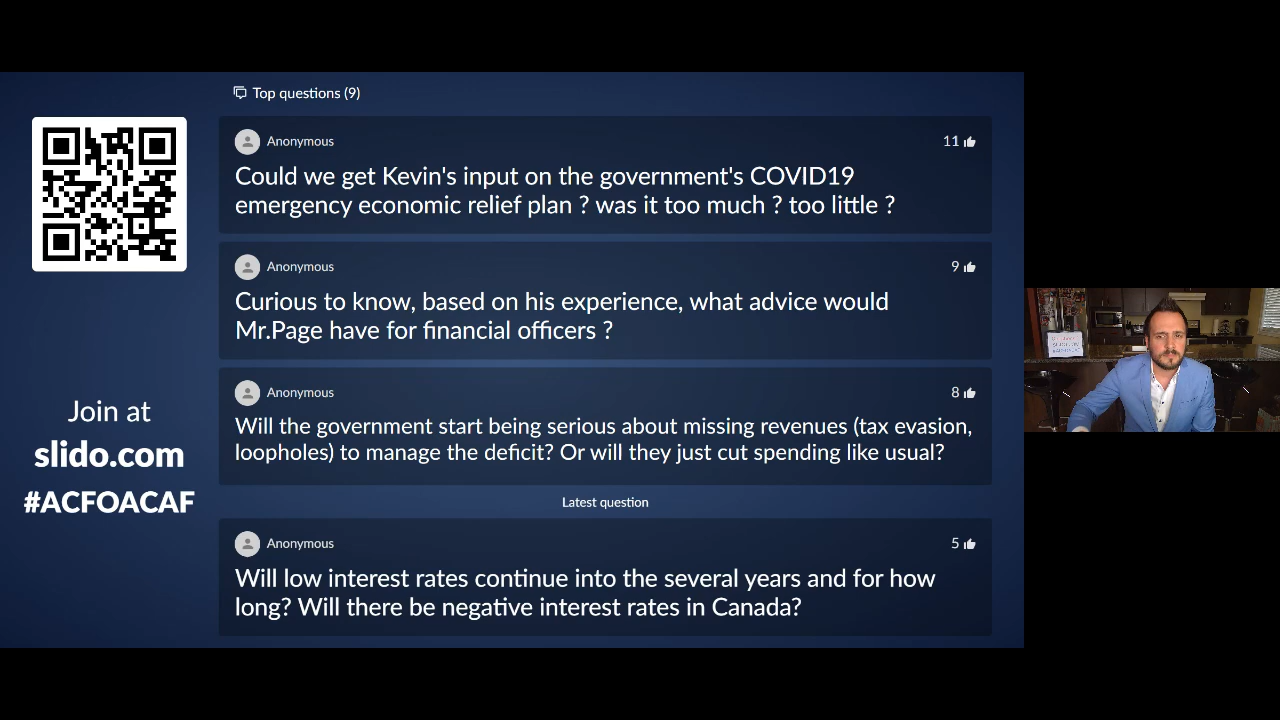 Top questions (9)
Anonymous
11
Could we get Kevin's input on the government's COVID19
emergency economic relief plan ? was it too much ? too little ?
Anonymous
9
Curious to know, based on his experience, what advice would
Mr.Page have for financial officers ?
Anonymous
8
Will the government start being serious about missing revenues (tax evasion,
loopholes) to manage the deficit? Or will they just cut spending like usual?
Latest question
Anonymous
5
Will low interest rates continue into the several years and for how
long? Will there be negative interest rates in Canada?
Join at
slido.com
#ACFOACAF